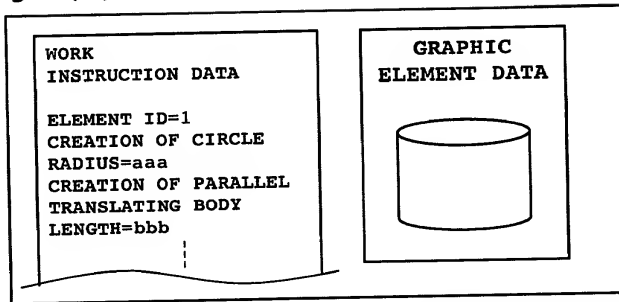 WORK
INSTRUCTION DATA
ELEMENT ID=1
CREATION OF CIRCLE
RADIUS=aaa
CREATION OF PARALLEL
TRANSLATING BODY
LENGTH=bbb
GRAPHIC
ELEMENT DATA